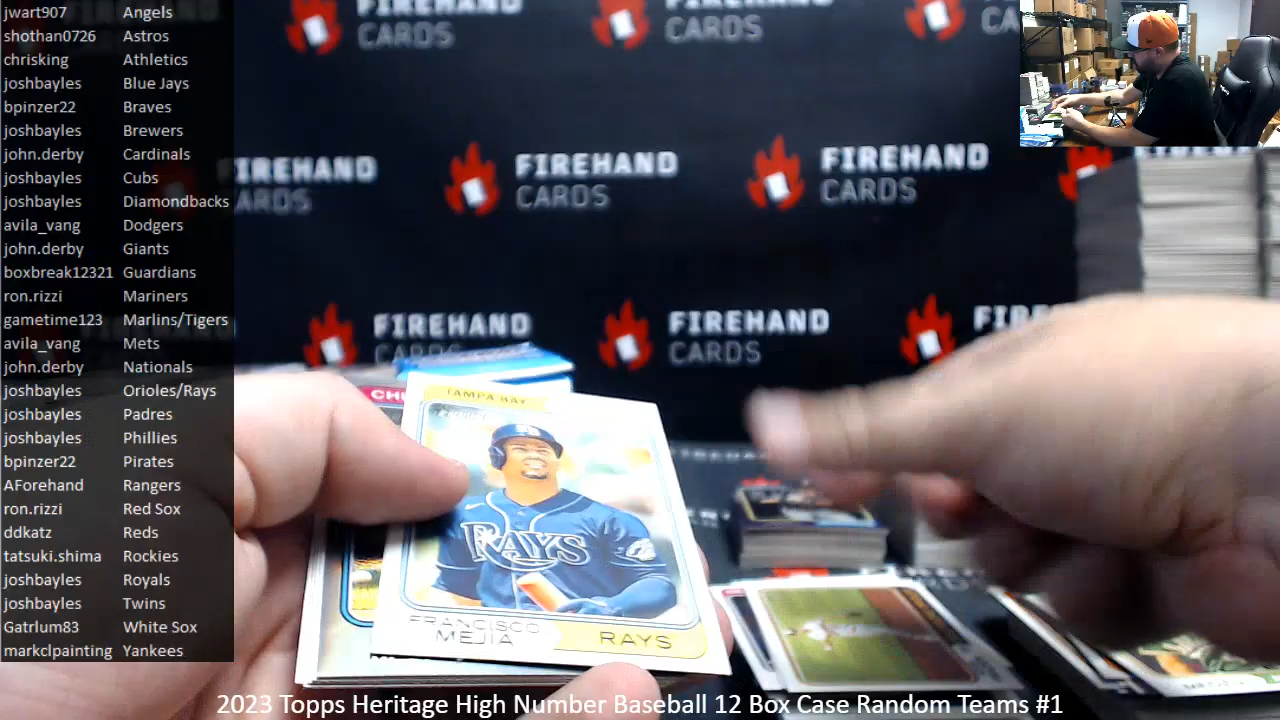 jwart907 Angels
shothan0726 Astros
chrisking Athletics
joshbayles Blue Jays
bpinzer22 Braves
joshbayles Brewers
john.derby Cardinals
joshbayles Cubs
joshbayles Diamondbacks
avila_vang Dodgers
john.derby Giants
boxbreak12321 Guardians
ron.rizzi Mariners
gametime123 Marlins/Tigers
avila_vang Mets
john.derby Nationals
joshbayles Orioles/Rays
joshbayles Padres
joshbayles Phillies
bpinzer22 Pirates
AForehand Rangers
ron.rizzi Red Sox
ddkatz Reds
tatsuki.shima Rockies
joshbayles Royals
joshbayles Twins
Gatrlum83 White Sox
markclpainting Yankees
FIREHAND
CARDS
CARDS
CARDS
FIREHAND
CARDS
FIREHAND
CARDS
FIREHAND
CARDS
FIREHAND
CARDS
FIREHAND
CARDS
TAMPA BAY
RAYS
FRANCISCO
MEJIA
RAYS
2023 Topps Heritage High Number Baseball 12 Box Case Random Teams #1